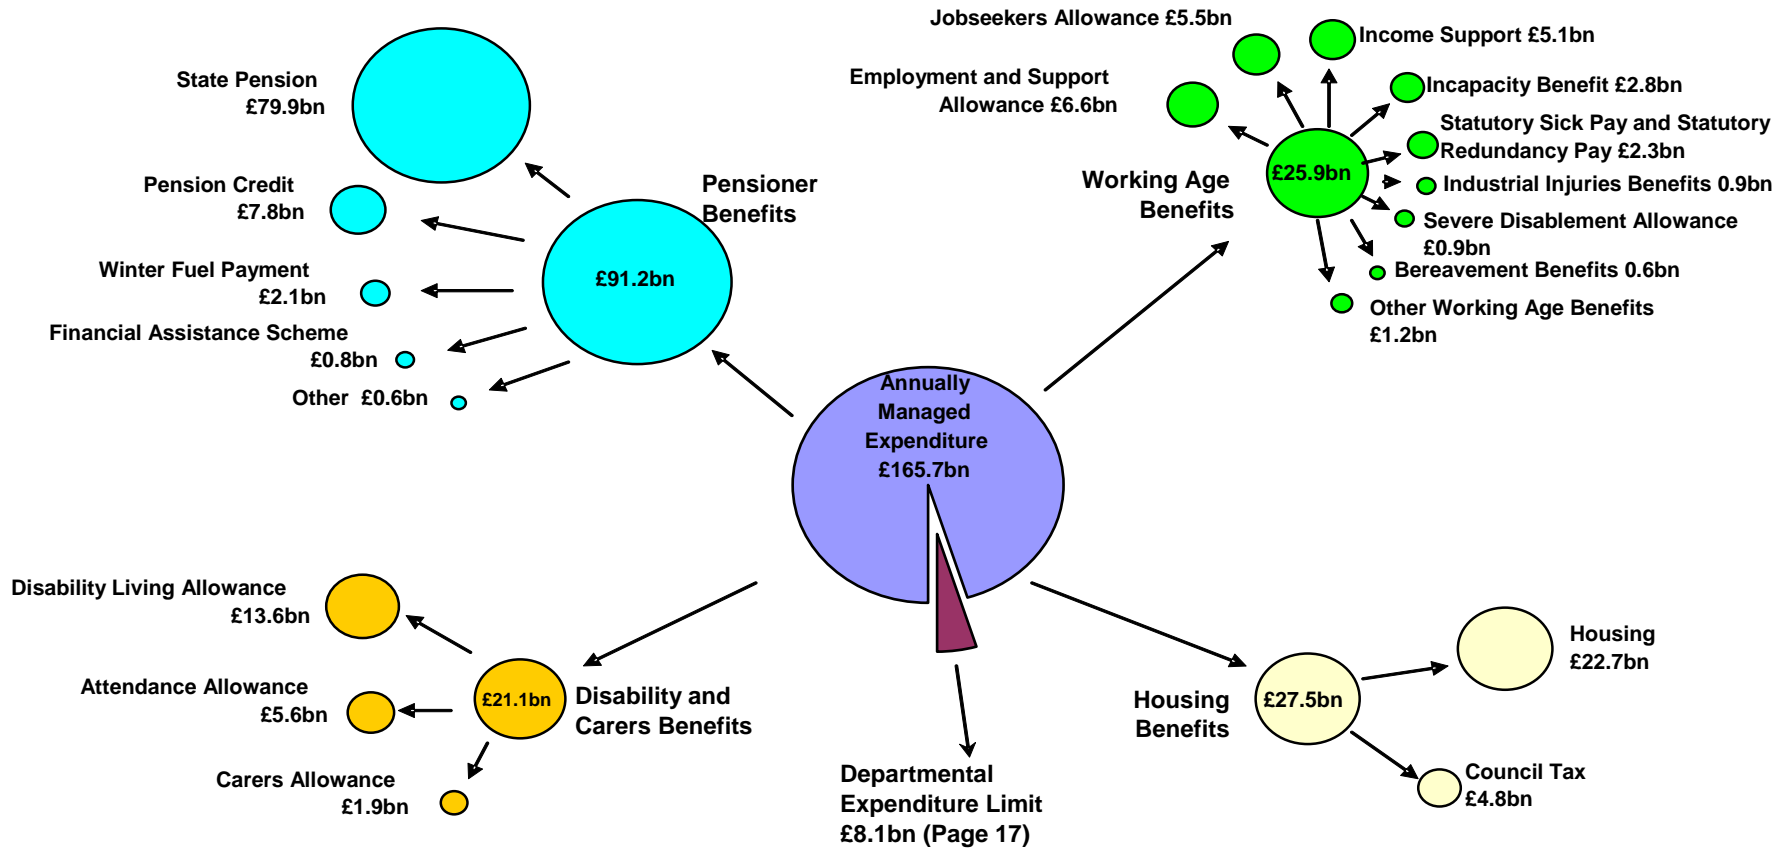 State Pension
£79.9bn
Pension Credit
£7.8bn
Winter Fuel Payment
£2.1bn
Financial Assistance Scheme
£0.8bn
Other £0.6bn
Pensioner
Benefits
£91.2bn
Jobseekers Allowance £5.5bn
Income Support £5.1bn
Employment and Support
Allowance £6.6bn
Incapacity Benefit £2.8bn
Statutory Sick Pay and Statutory
Redundancy Pay £2.3bn
Industrial Injuries Benefits 0.9bn
Severe Disablement Allowance
£0.9bn
Bereavement Benefits 0.6bn
Other Working Age Benefits
£1.2bn
Working Age
Benefits
£25.9bn
Annually
Managed
Expenditure
£165.7bn
Disability Living Allowance
£13.6bn
Attendance Allowance
£5.6bn
Carers Allowance
£1.9bn
£21.1bn
Disability and
Carers Benefits
Departmental
Expenditure Limit
£8.1bn (Page 17)
Housing
Benefits
£27.5bn
Housing
£22.7bn
Council Tax
£4.8bn